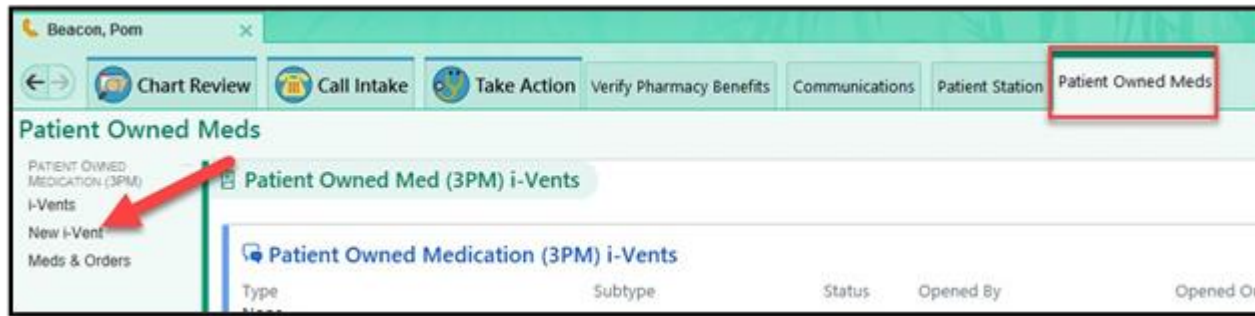 Beacon, Pom
Chart Review Call Intake Take Action Verify Pharmacy Benefits Communications Patient Station Patient Owned Meds
Patient Owned Meds
PATIENT OWNED
MEDICATION (3PM)
i-Vents
New i-Vent
Meds & Orders
Patient Owned Med (3PM) i-Vents
Patient Owned Medication (3PM) i-Vents
Type Subtype Status Opened By Opened
None